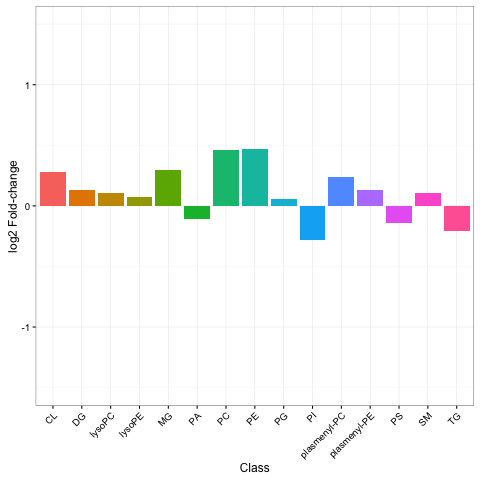 log2 Fold-change
1
0
-1
CL
DG
lysoPC
lysoPE
MG
PA
PC
PE
PG
PI
plasmenyl-PC
plasmenyl-PE
PS
SM
TG
Class